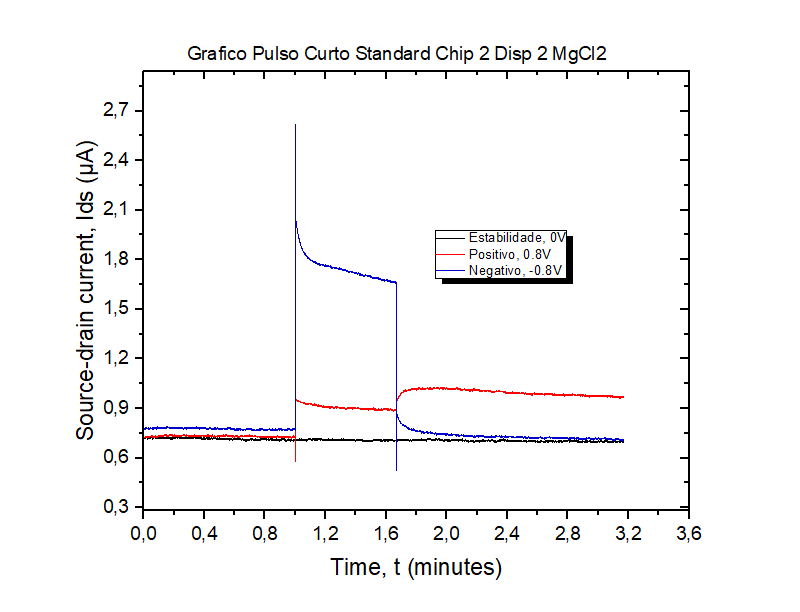 Grafico Pulso Curto Standard Chip 2 Disp 2 MgCl2
Source-drain current, Ids (µA)
2,7
2,4
2,1
1,8
1,5
1,2
0,9
0,6
0,3
Estabilidade, 0V
Positivo, 0.8V
Negativo, -0.8V
0,0 0,4 0,8 1,2 1,6 2,0 2,4 2,8 3,2 3,6
Time, t (minutes)